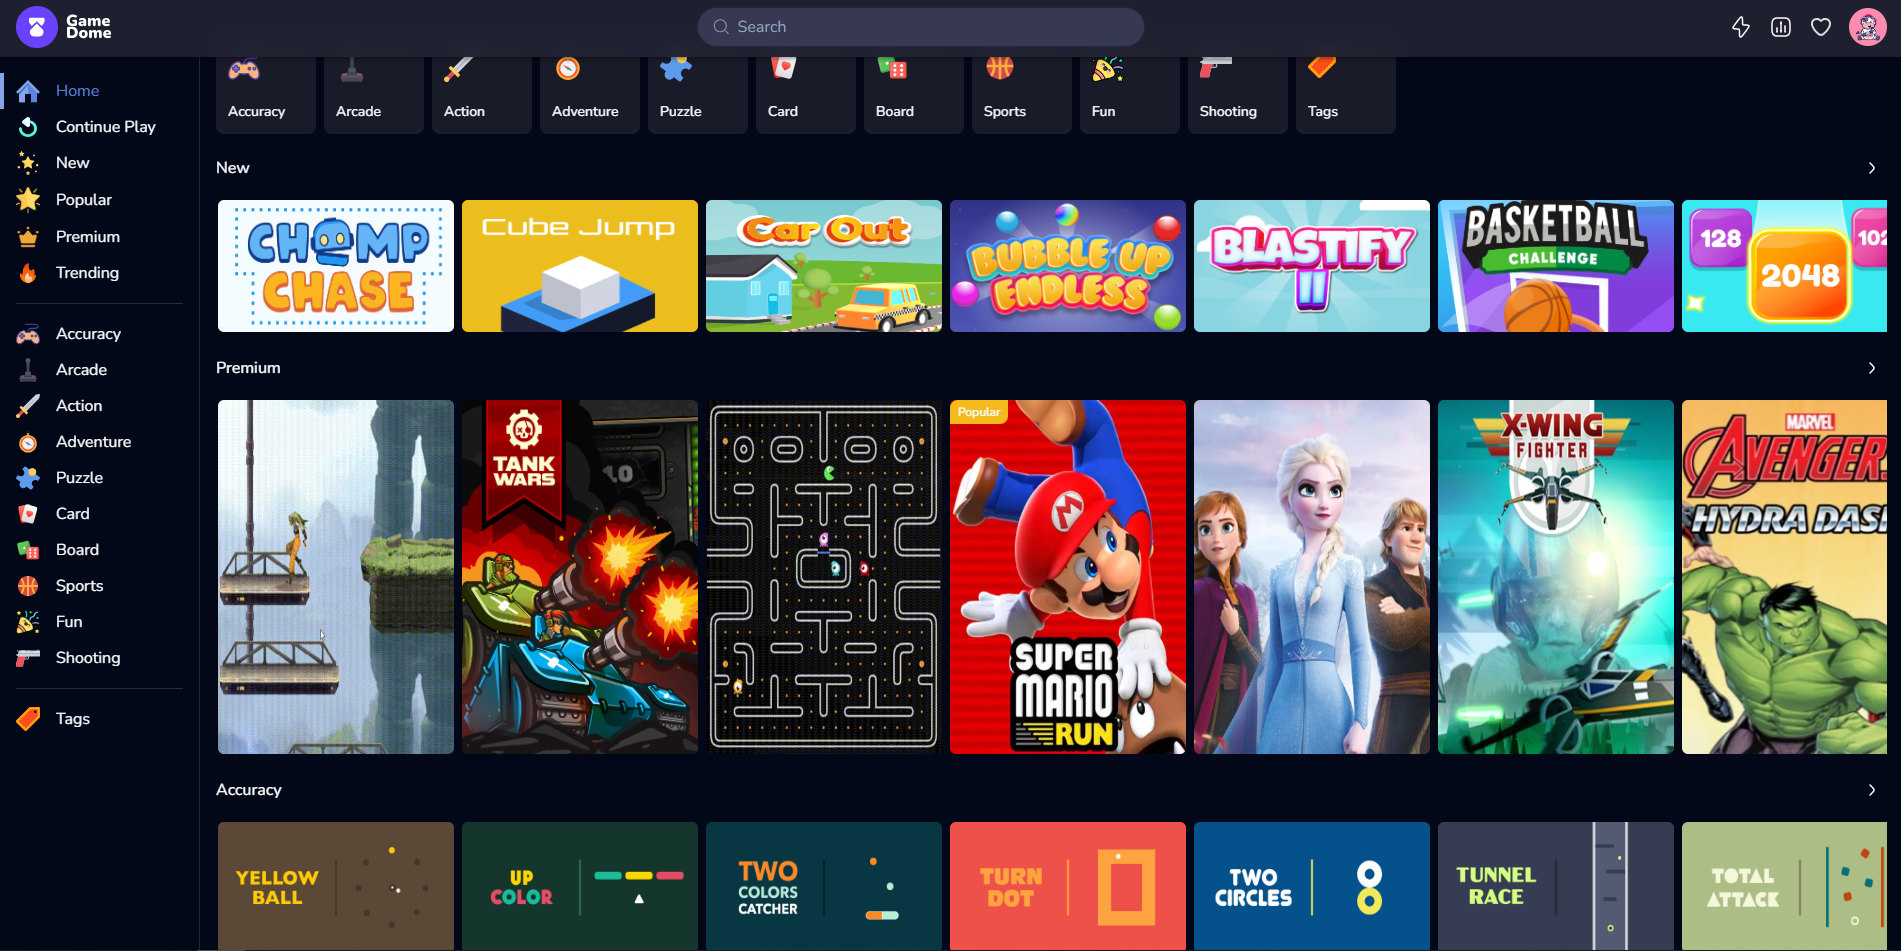 Game
Dome
Search
Home
Continue Play
New
Popular
Premium
Trending
Accuracy
Arcade
Action
Adventure
Puzzle
Card
Board
Sports
Fun
Shooting
Tags
Accuracy
Arcade
Action
Adventure
Puzzle
Card
Board
Sports
Fun
Shooting
Tags
New
CHOMP
CHASE
Cube Jump
Car Out
BUBBLE UP
ENDLESS
BLASTIFY
II
BASKETBALL
CHALLENGE
128
2048
102
Premium
TANK
WARS
10
Popular
M
SUPER
MARIO
RUN
X-WING
FIGHTER
MARVEL
AVENGERS
HYDRA DAS
Accuracy
YELLOW
BALL
UP
COLOR
TWO
COLORS
CATCHER
TURN
DOT
TWO
CIRCLES
TUNNEL
RACE
TOTAL
ATTACK